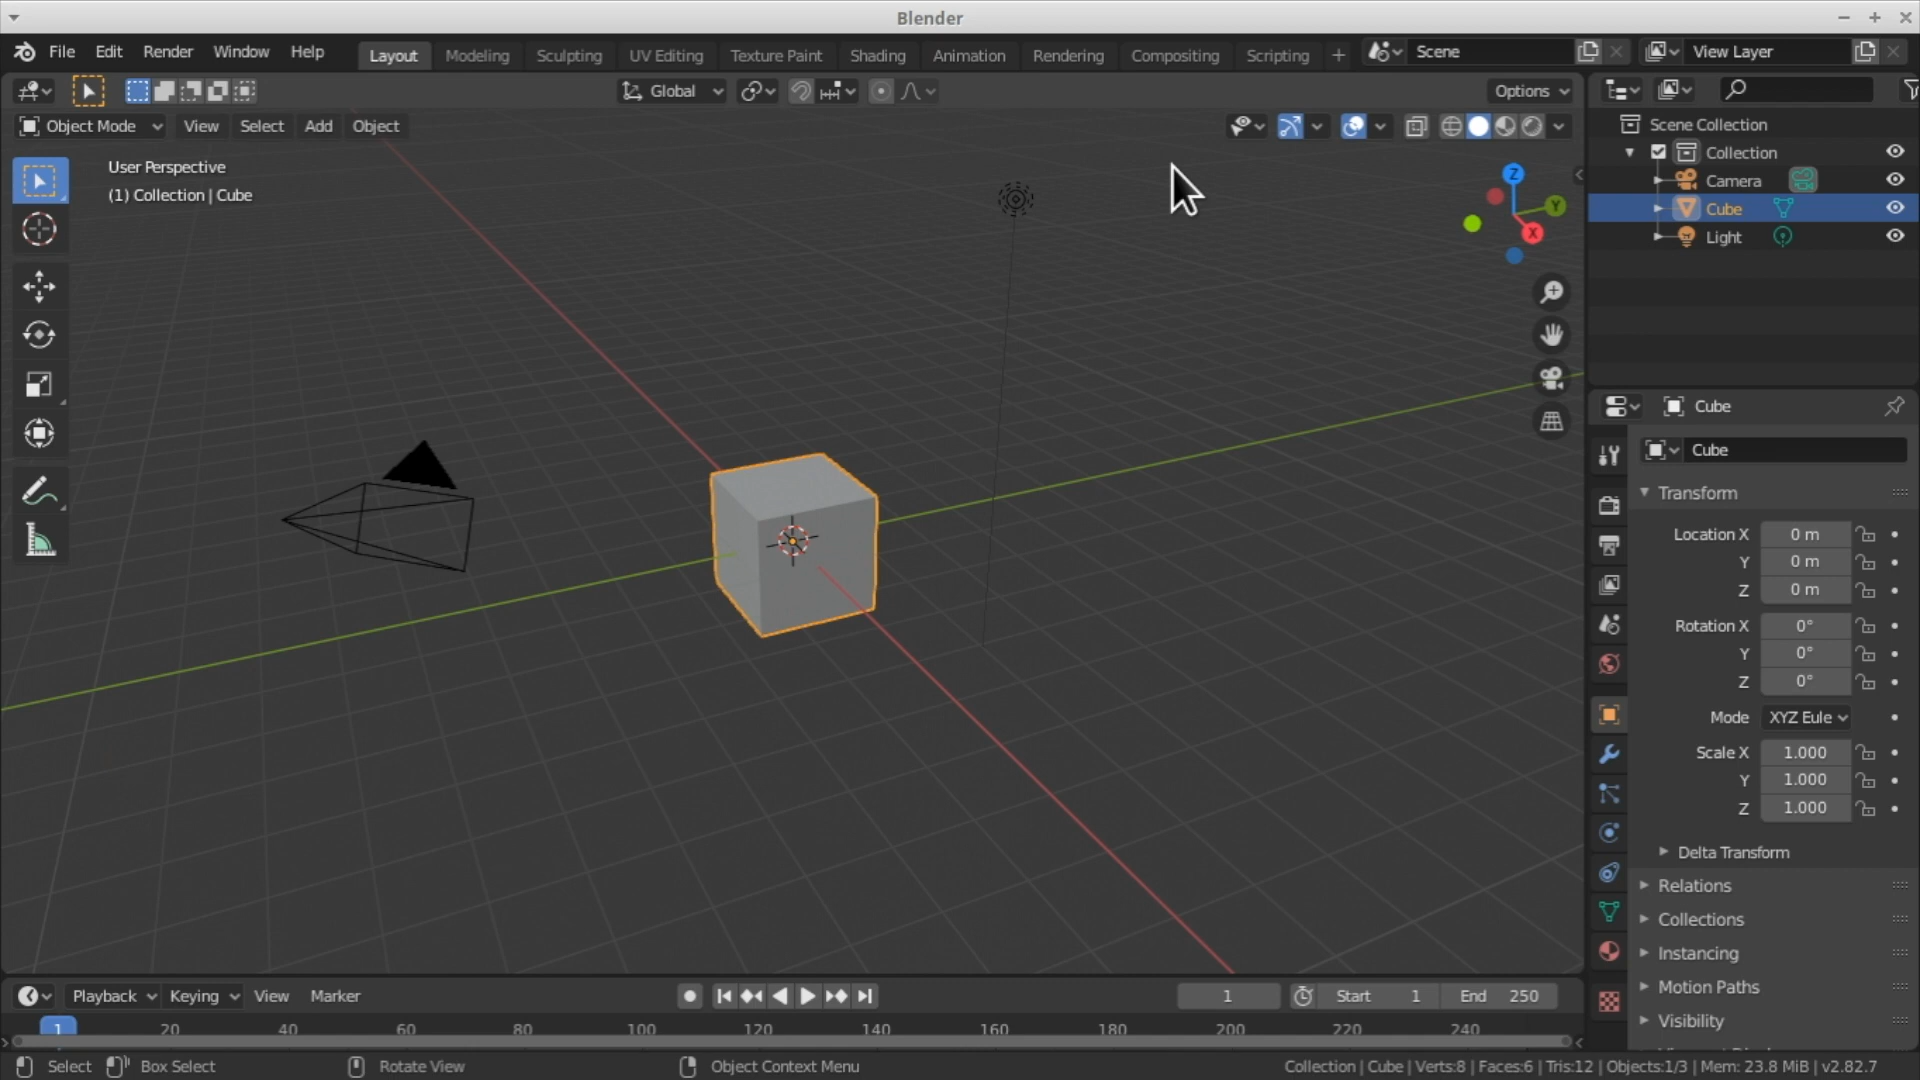 Blender
File Edit Render Window Help Layout Modeling Sculpting UV Editing Texture Paint Shading Animation Rendering Compositing Scripting + Scene View Layer
Global Options
Object Mode View Select Add Object
User Perspective
(1) Collection | Cube
Z
Y
X
Scene Collection
Collection
Camera
Cube
Light
Cube
Cube
Transform
Location X 0 m
Y 0 m
Z 0 m
Rotation X 0°
Y 0°
Z 0°
Mode XYZ Eule
Scale X 1.000
Y 1.000
Z 1.000
Delta Transform
Relations
Collections
Instancing
Motion Paths
Visibility
Playback Keying View Marker 1 Start 1 End 250
1 20 40 60 80 100 120 140 160 180 200 220 240
Select Box Select Rotate View Object Context Menu Collection | Cube | Verts:8 | Faces:6 | Tris:12 | Objects:1/3 | Mem: 23.8 MiB | v2.82.7